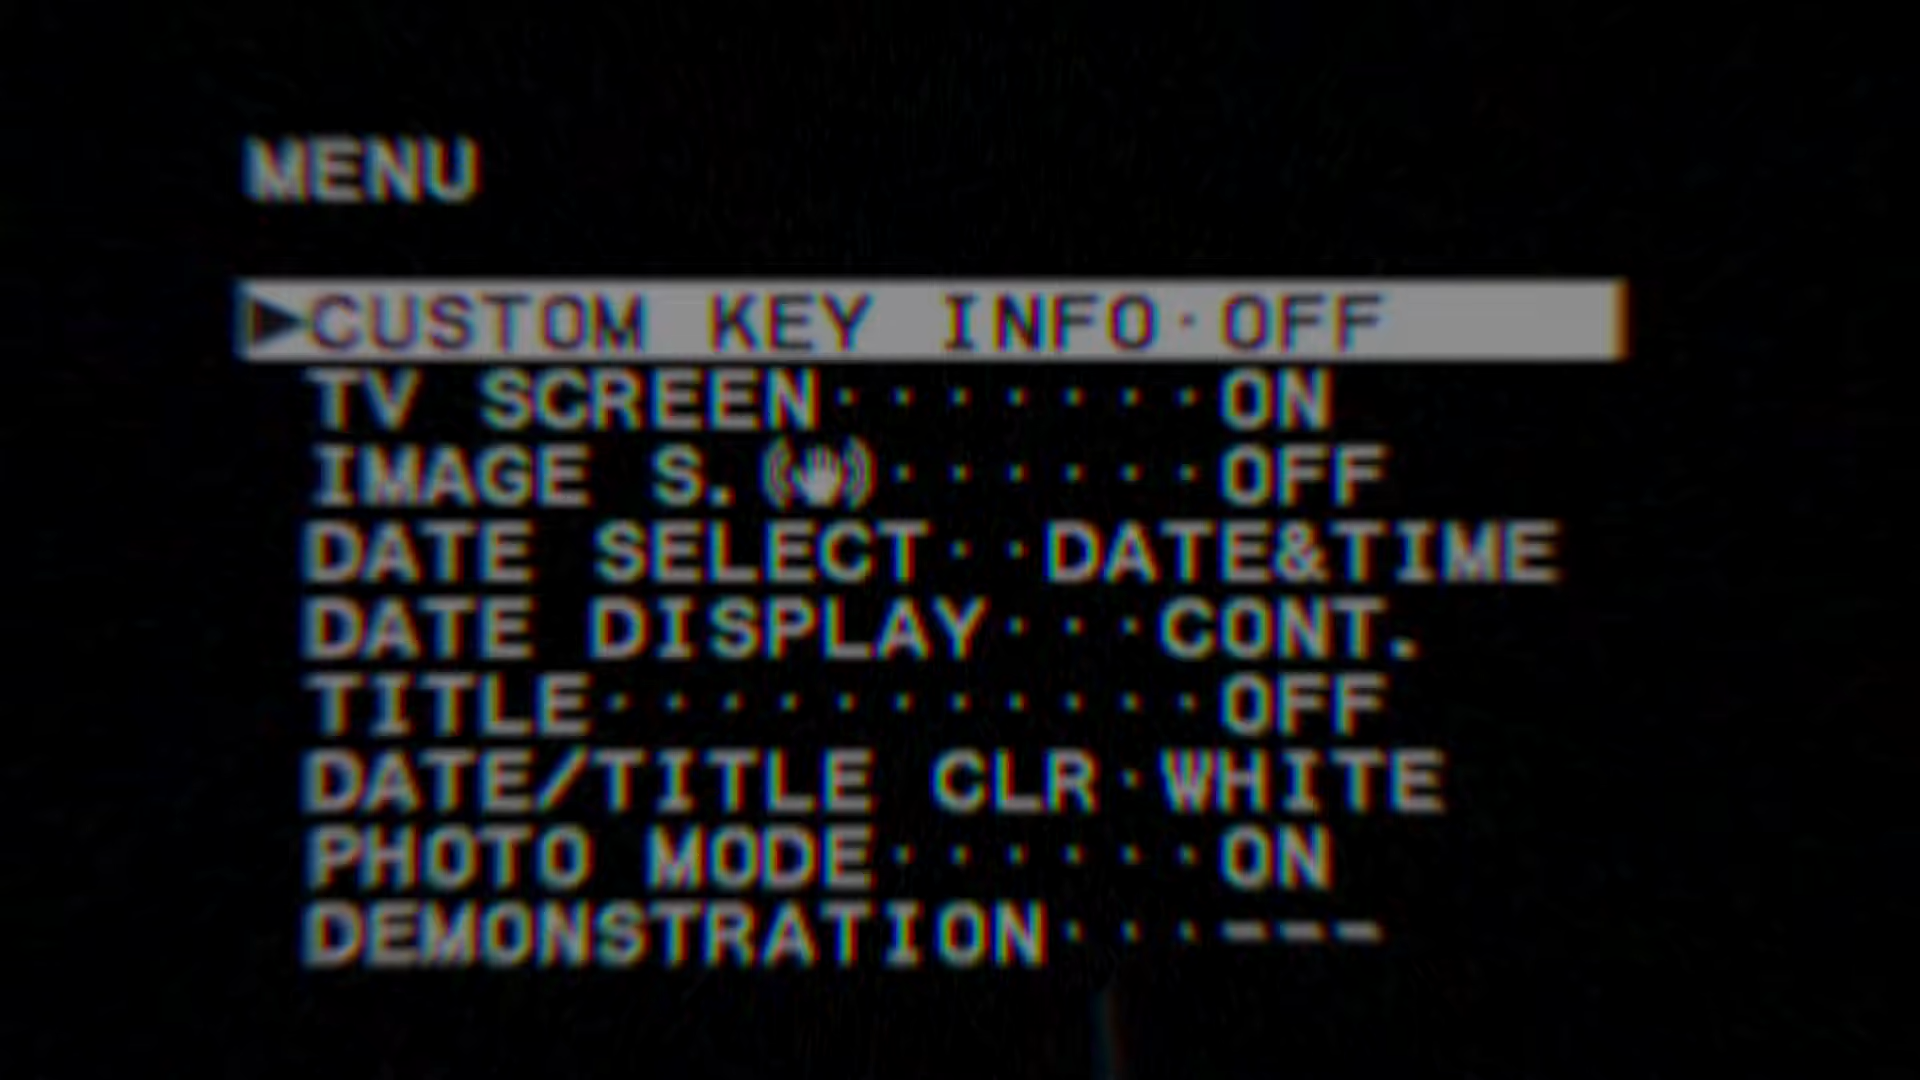 MENU
▶CUSTOM KEY INFO·OFF
TV SCREEN·······ON
IMAGE S.······OFF
DATE SELECT··DATE&TIME
DATE DISPLAY···CONT.
TITLE···········OFF
DATE/TITLE CLR·WHITE
PHOTO MODE······ON
DEMONSTRATION···---